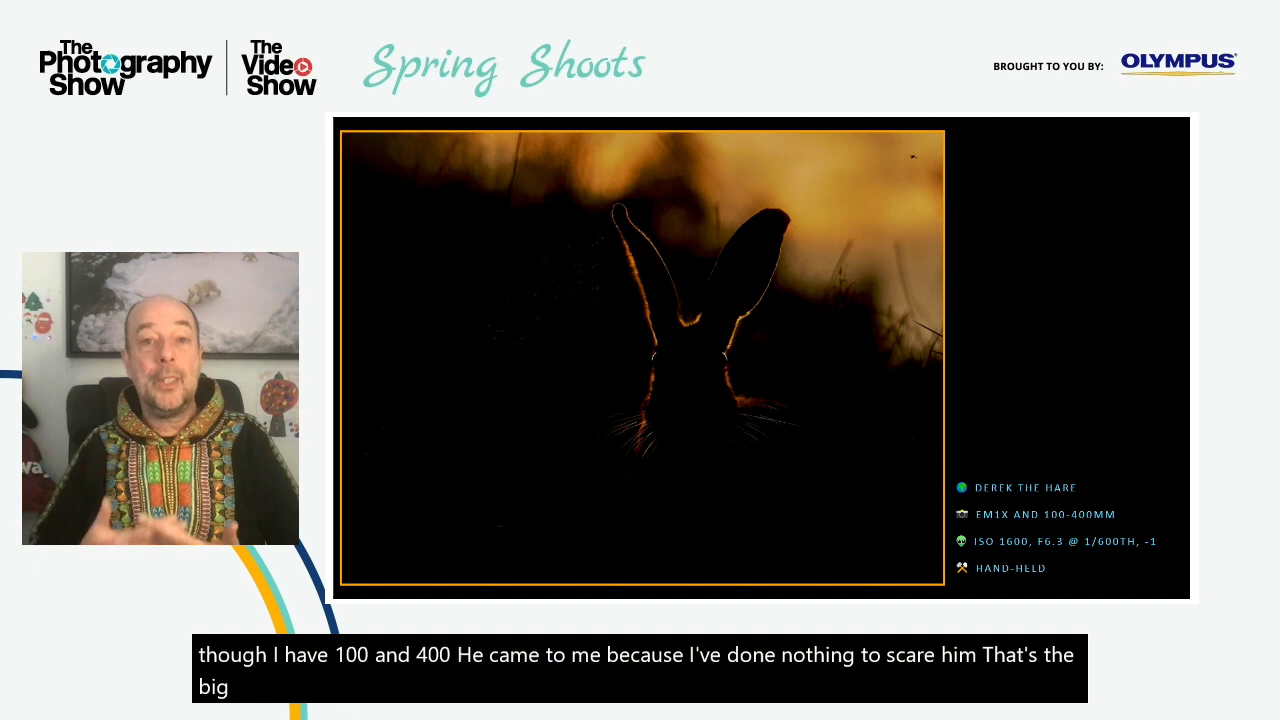 The
Photography
Show
The
Video
Show
Spring Shoots
BROUGHT TO YOU BY:
OLYMPUS
DEREK THE HARE
EM1X AND 100-400MM
ISO 1600, F6.3 @ 1/600TH, -1
HAND-HELD
though I have 100 and 400 He came to me because I've done nothing to scare him That's the
big